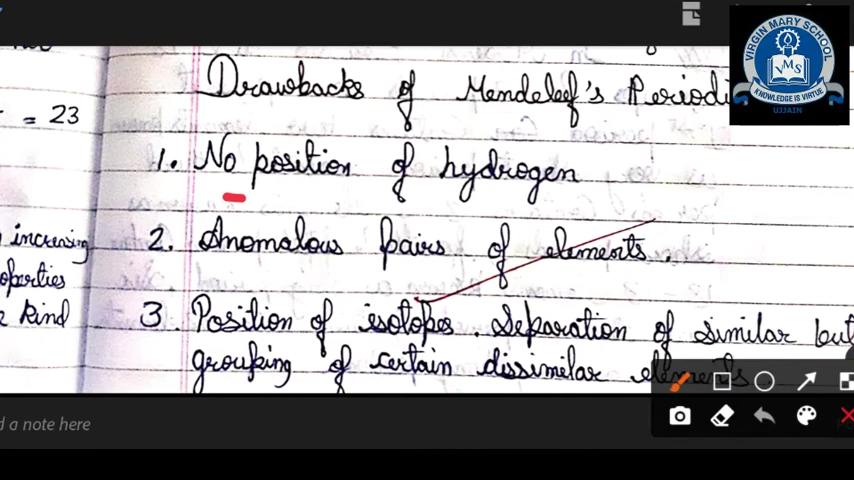 VIRGIN MARY SCHOOL
VMS
KNOWLEDGE IS VIRTUE
UJJAIN
Drawbacks of Mendeleef's Periodi
= 23
1. No position of hydrogen
increasing
2. Anomalous pairs of elements.
operties
kind
3 Position of isotopes. Separation of similar but
grouping of certain dissimilar elements.
d a note here